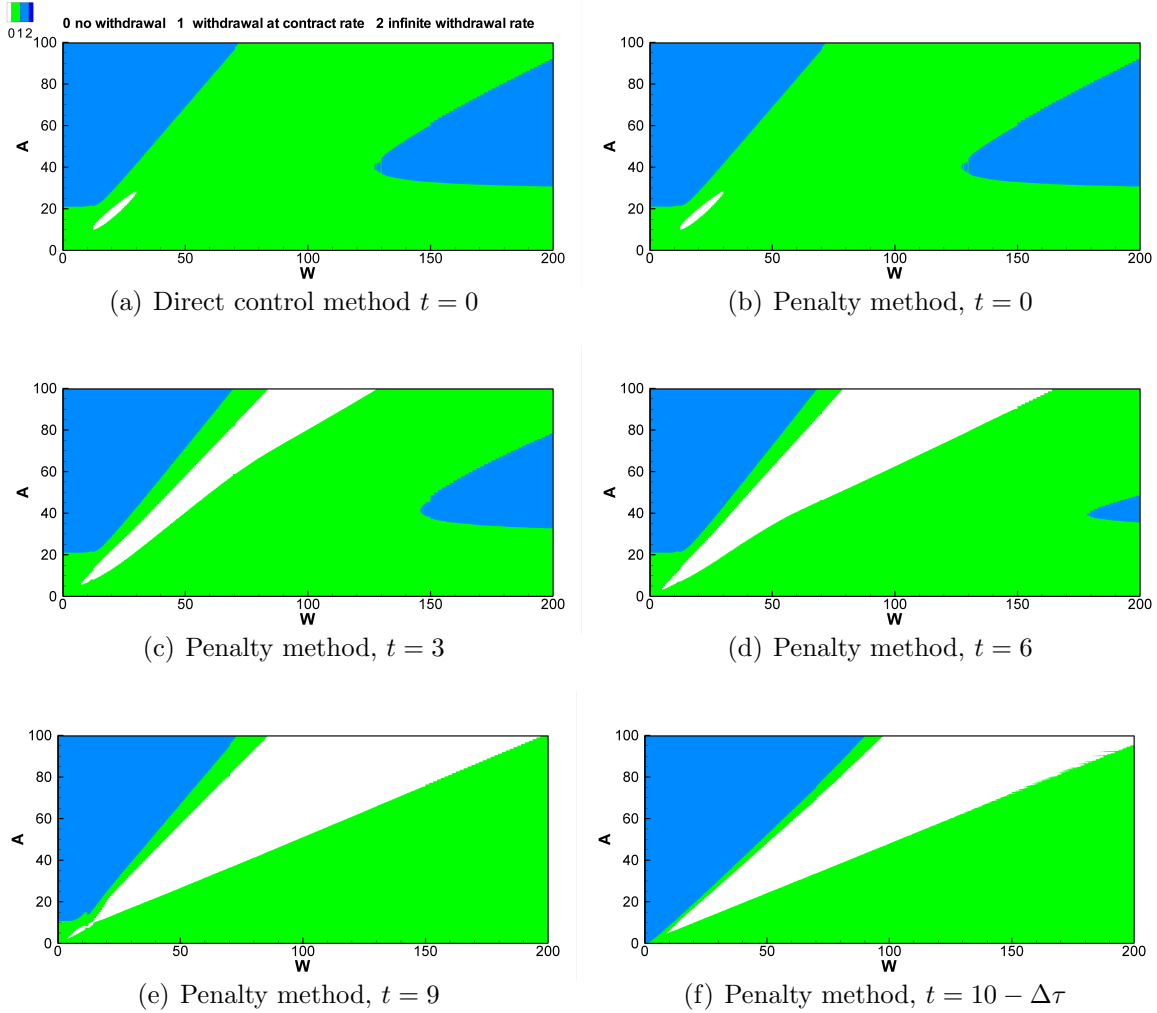 0 no withdrawal 1 withdrawal at contract rate 2 infinite withdrawal rate
0 1 2
100
80
60
40
20
0
A
0 50 100 150 200
W
(a) Direct control method t = 0
100
80
60
40
20
0
A
0 50 100 150 200
W
(b) Penalty method, t = 0
100
80
60
40
20
0
A
0 50 100 150 200
W
(c) Penalty method, t = 3
100
80
60
40
20
0
A
0 50 100 150 200
W
(d) Penalty method, t = 6
100
80
60
40
20
0
A
0 50 100 150 200
W
(e) Penalty method, t = 9
100
80
60
40
20
0
A
0 50 100 150 200
W
(f) Penalty method, t = 10 − Δτ